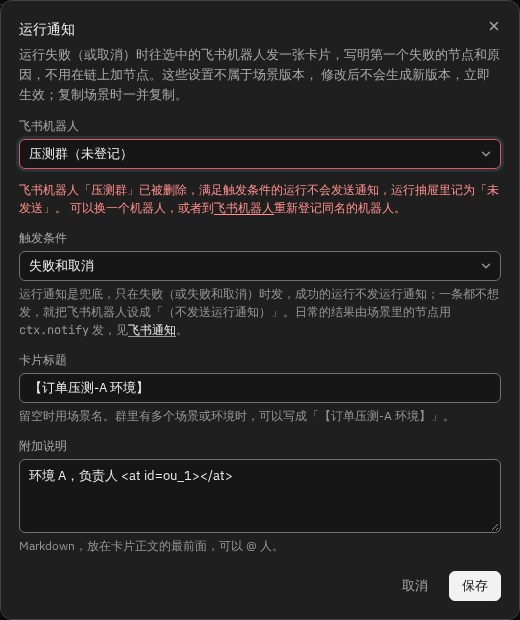 运行通知
运行失败（或取消）时往选中的飞书机器人发一张卡片，写明第一个失败的节点和原
因，不用在链上加节点。这些设置不属于场景版本， 修改后不会生成新版本，立即
生效；复制场景时一并复制。
飞书机器人
压测群（未登记）
飞书机器人「压测群」已被删除，满足触发条件的运行不会发送通知，运行抽屉里记为「未
发送」。 可以换一个机器人，或者到飞书机器人重新登记同名的机器人。
触发条件
失败和取消
运行通知是兜底，只在失败（或失败和取消）时发，成功的运行不发运行通知；一条都不想
发，就把飞书机器人设成「（不发送运行通知）」。日常的结果由场景里的节点用
ctx.notify 发，见飞书通知。
卡片标题
【订单压测-A 环境】
留空时用场景名。群里有多个场景或环境时，可以写成「【订单压测-A 环境】」。
附加说明
环境 A，负责人 <at id=ou_1></at>
Markdown，放在卡片正文的最前面，可以 @ 人。
取消
保存